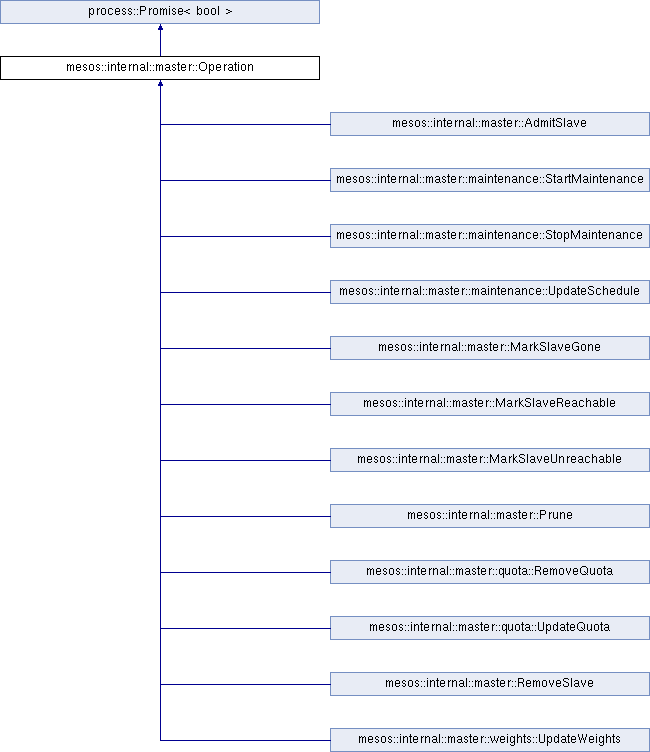 process::Promise< bool >
mesos::internal::master::Operation
mesos::internal::master::AdmitSlave
mesos::internal::master::maintenance::StartMaintenance
mesos::internal::master::maintenance::StopMaintenance
mesos::internal::master::maintenance::UpdateSchedule
mesos::internal::master::MarkSlaveGone
mesos::internal::master::MarkSlaveReachable
mesos::internal::master::MarkSlaveUnreachable
mesos::internal::master::Prune
mesos::internal::master::quota::RemoveQuota
mesos::internal::master::quota::UpdateQuota
mesos::internal::master::RemoveSlave
mesos::internal::master::weights::UpdateWeights